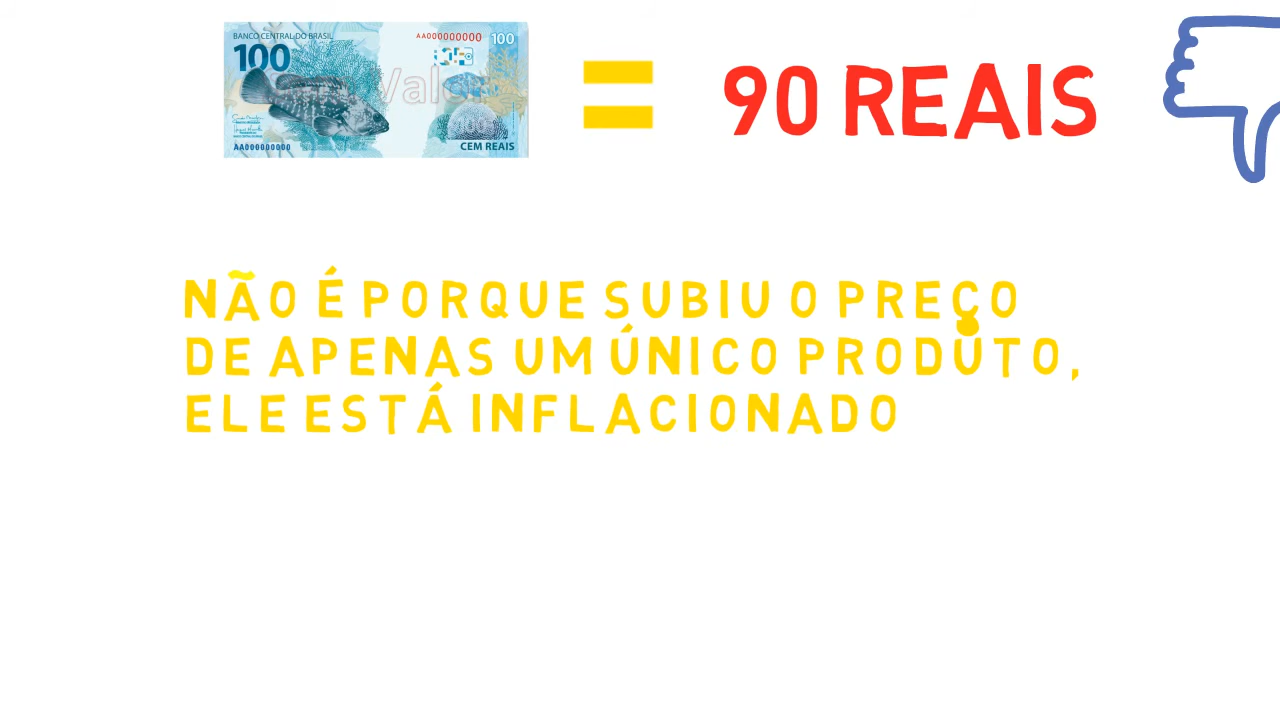 BANCO CENTRAL DO BRASIL
100
AA000000000
100
Valor
AA000000000
CEM REAIS
= 90 REAIS
NÃO É PORQUE SUBIU O PREÇO
DE APENAS UM ÚNICO PRODUTO,
ELE ESTÁ INFLACIONADO